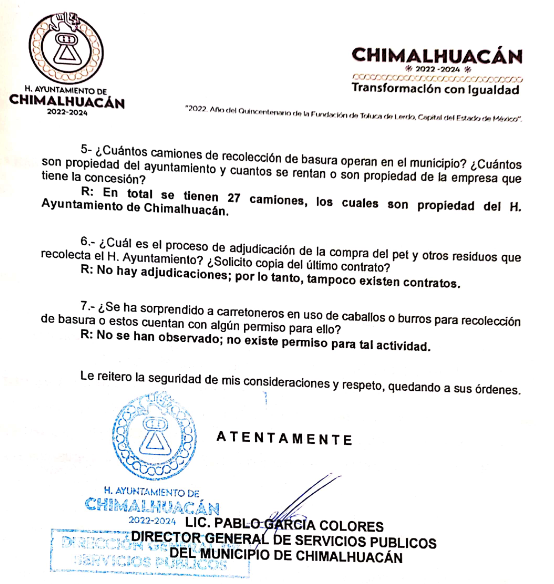 H. AYUNTAMIENTO DE
CHIMALHUACÁN
2022-2024
CHIMALHUACÁN
2022-2024
Transformación con Igualdad
"2022. Año del Quincentenario de la Fundación de Toluca de Lerdo, Capital del Estado de México".
5- ¿Cuántos camiones de recolección de basura operan en el municipio? ¿Cuántos
son propiedad del ayuntamiento y cuantos se rentan o son propiedad de la empresa que
tiene la concesión?
R: En total se tienen 27 camiones, los cuales son propiedad del H.
Ayuntamiento de Chimalhuacán.
6.- ¿Cuál es el proceso de adjudicación de la compra del pet y otros residuos que
recolecta el H. Ayuntamiento? ¿Solicito copia del último contrato?
R: No hay adjudicaciones; por lo tanto, tampoco existen contratos.
7.- ¿Se ha sorprendido a carretoneros en uso de caballos o burros para recolección
de basura o estos cuentan con algún permiso para ello?
R: No se han observado; no existe permiso para tal actividad.
Le reitero la seguridad de mis consideraciones y respeto, quedando a sus órdenes.
ATENTAMENTE
H. AYUNTAMIENTO DE
CHIMALHUACÁN
2022-2024
LIC. PABLO GARCÍA COLORES
DIRECTOR GENERAL DE SERVICIOS PUBLICOS
DEL MUNICIPIO DE CHIMALHUACÁN
DIRECCIÓN GENERAL DE
SERVICIOS PÚBLICOS